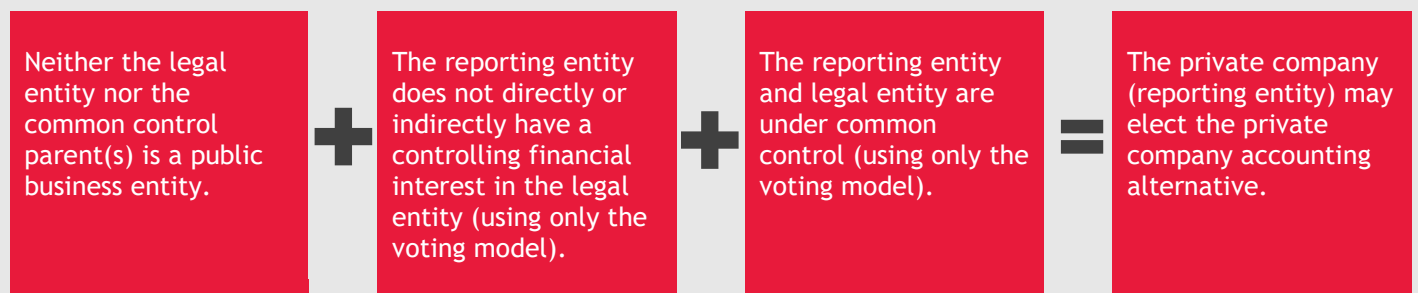 Neither the legal
entity nor the
common control
parent(s) is a public
business entity.
+
The reporting entity
does not directly or
indirectly have a
controlling financial
interest in the legal
entity (using only the
voting model).
+
The reporting entity
and legal entity are
under common
control (using only the
voting model).
=
The private company
(reporting entity) may
elect the private
company accounting
alternative.